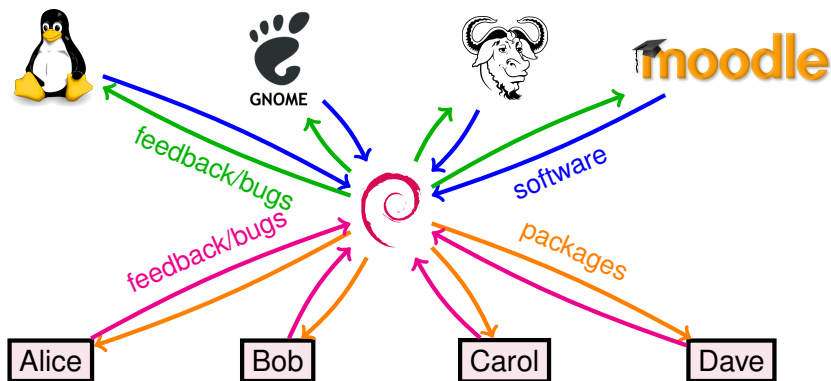 GNOME
moodle
feedback/bugs
software
feedback/bugs
packages
Alice
Bob
Carol
Dave